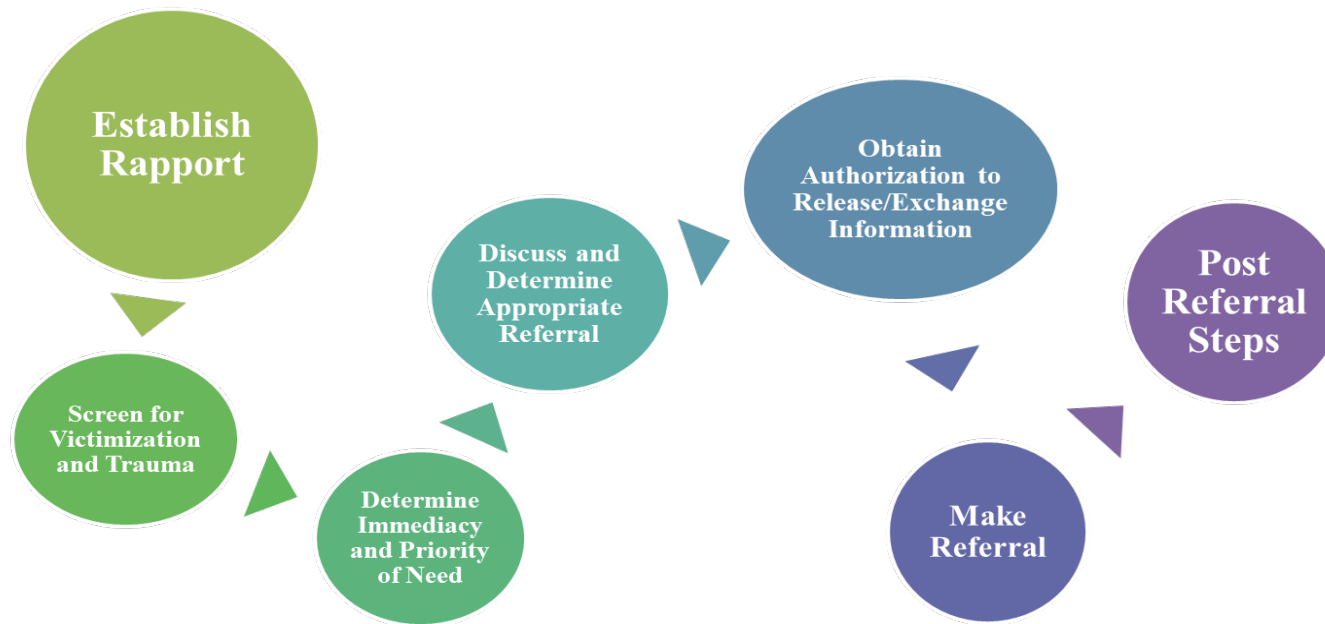 Establish
Rapport
Screen for
Victimization
and Trauma
Determine
Immediacy
and Priority
of Need
Discuss and
Determine
Appropriate
Referral
Obtain
Authorization to
Release/Exchange
Information
Make
Referral
Post
Referral
Steps